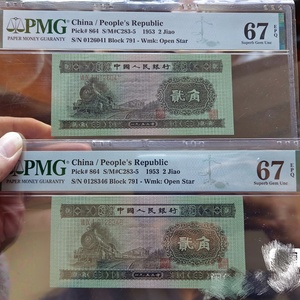 PMG
PAPER MONEY GUARANTY
China / People's Republic
Pick# 864 S/M#C283-5 1953 2 Jiao
S/N 0126041 Block 791 - Wmk: Open Star
67 EPQ
Superb Gem Unc
中國人民銀行
貳角
PMG
PAPER MONEY GUARANTY
China / People's Republic
Pick# 864 S/M#C283-5 1953 2 Jiao
S/N 0128346 Block 791 - Wmk: Open Star
67 EPQ
Superb Gem Unc
中國人民銀行
貳角